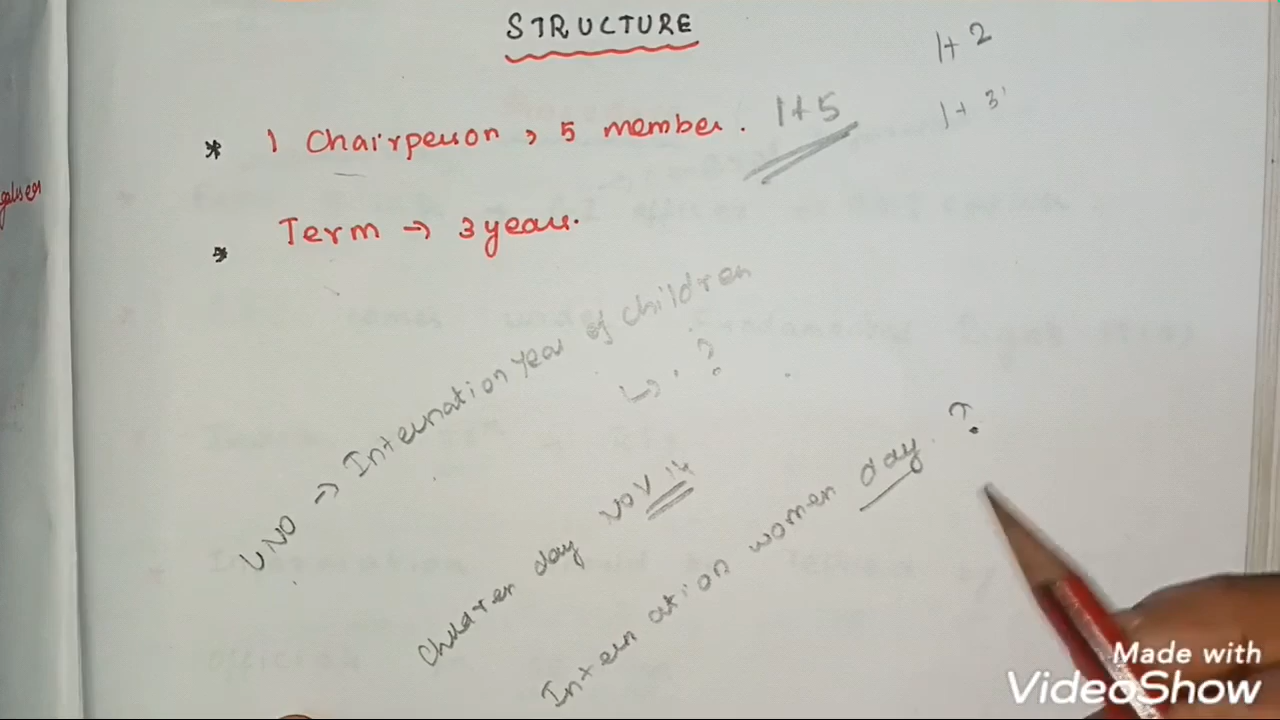 STRUCTURE
* 1 Chairperson, 5 member. 1+5
1+2
1+3
* Term → 3 years.
UNO → Internation Year of children
↳ . ?
Children day NOV 14
Internation women day. ?
Made with
VideoShow